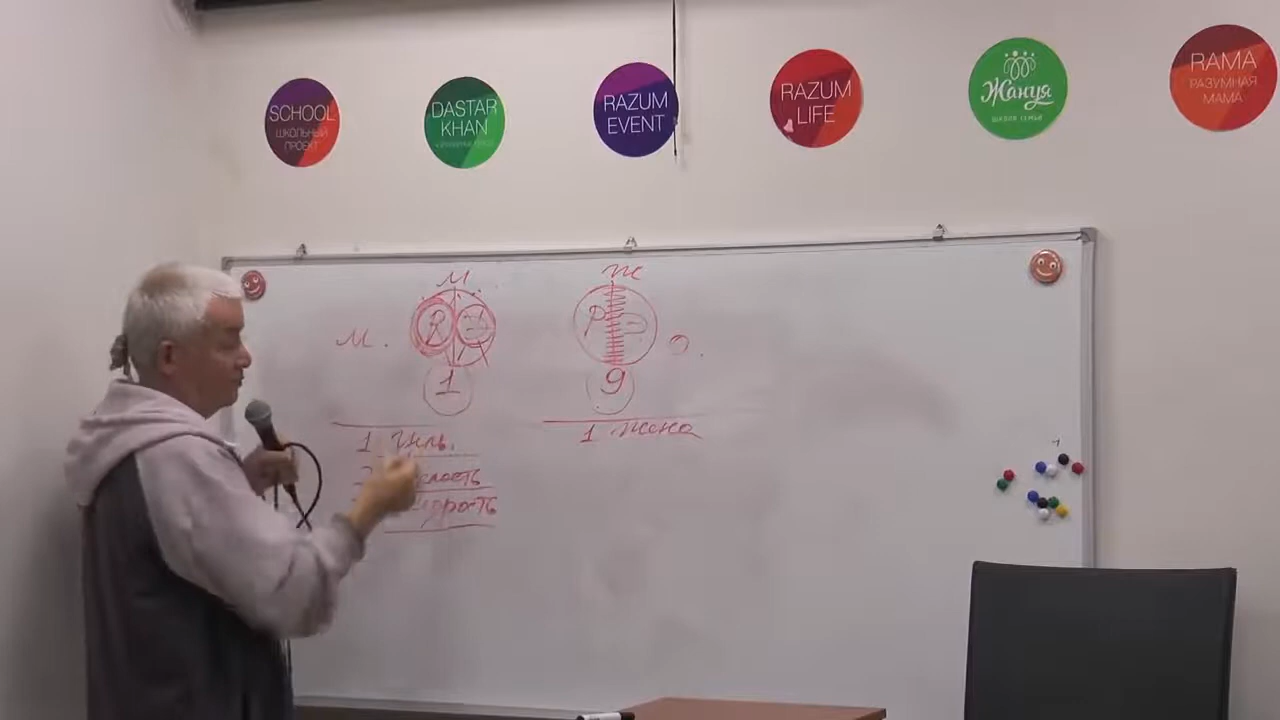 SCHOOL
ШКОЛЬНЫЙ
ПРОЕКТ
DASTAR
KHAN
RAZUM
EVENT
RAZUM
LIFE
Жануя
ШКОЛА СЕМЬИ
RAMA
РАЗУМНАЯ
МАМА
М Ж
М. Р Э.
1 9
1 Цель. 1 Жена